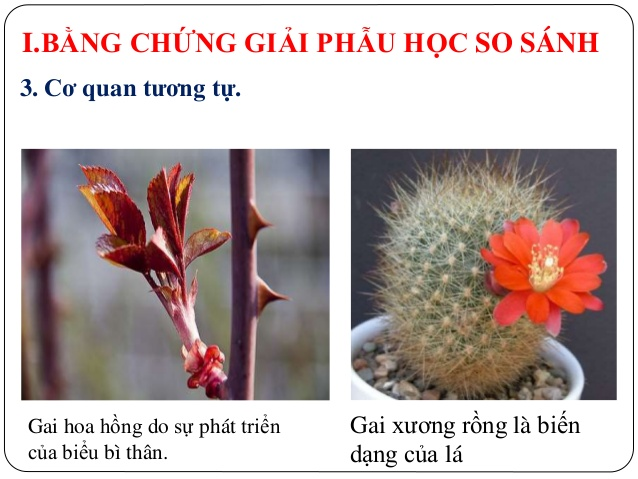 I.BẰNG CHỨNG GIẢI PHẪU HỌC SO SÁNH
3. Cơ quan tương tự.
Gai hoa hồng do sự phát triển
của biểu bì thân.
Gai xương rồng là biến
dạng của lá